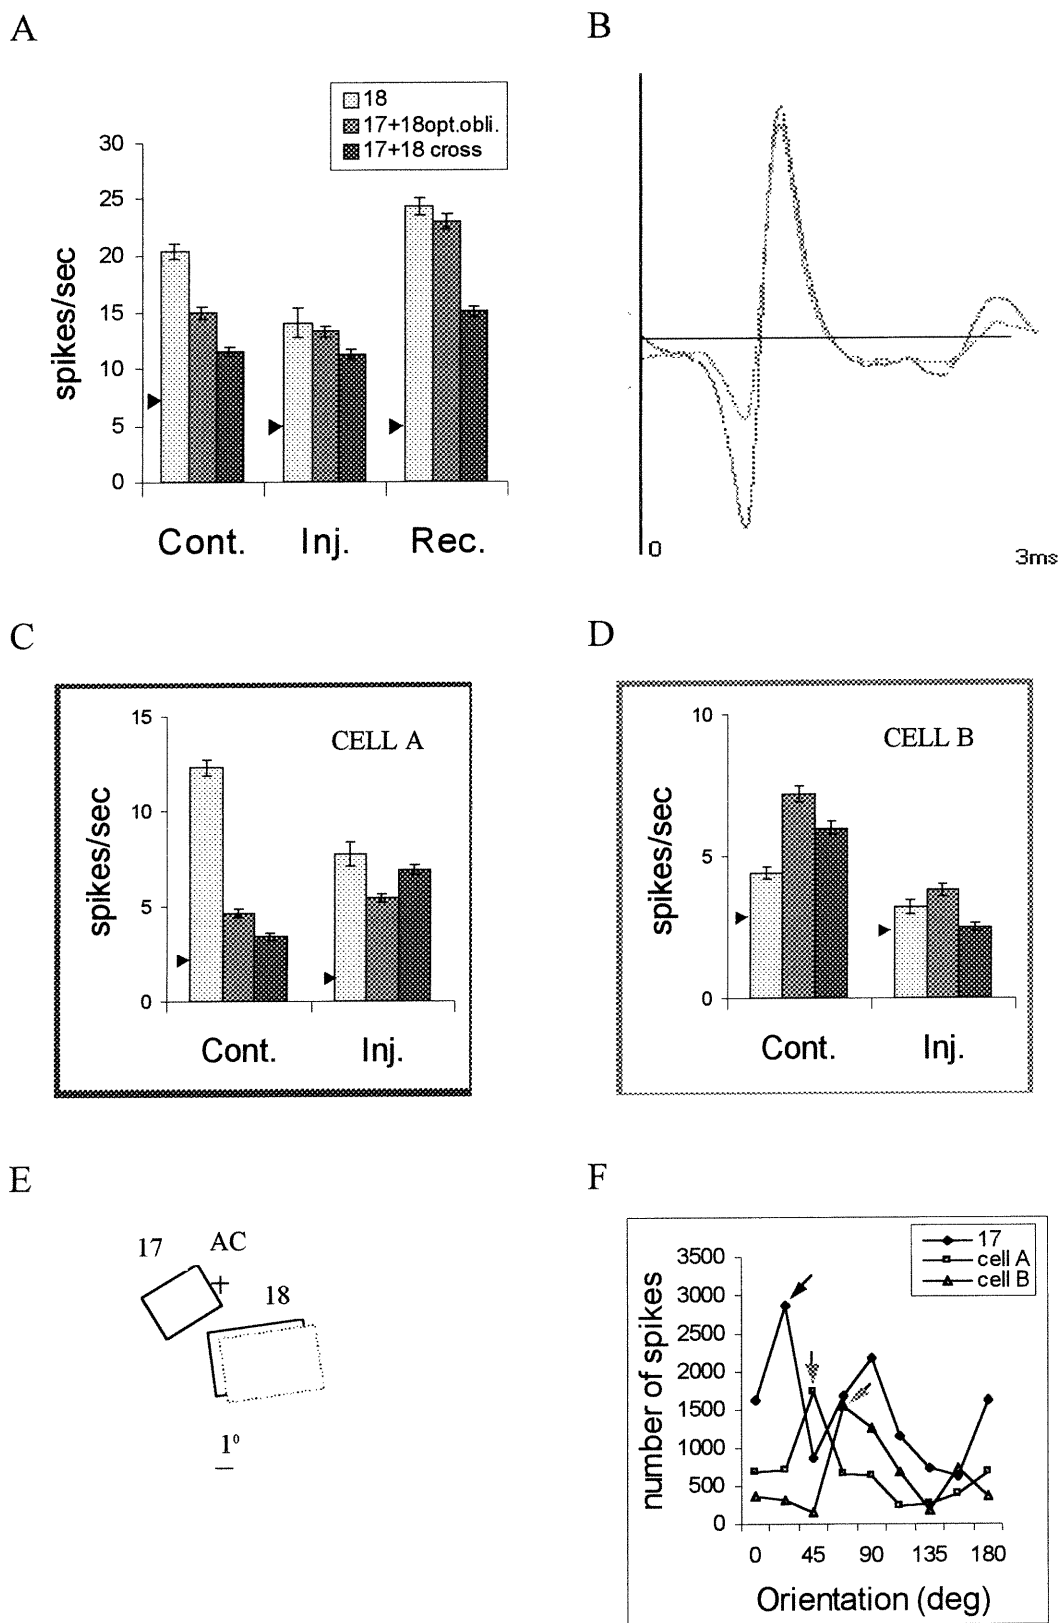 A
18
17+18opt.obli.
17+18 cross
30
25
20
15
10
5
0
spikes/sec
Cont.
Inj.
Rec.
B
0
3ms
C
15
10
5
0
spikes/sec
CELL A
Cont.
Inj.
D
10
5
0
spikes/sec
CELL B
Cont.
Inj.
E
17
AC
18
1º
F
17
cell A
cell B
3500
3000
2500
2000
1500
1000
500
0
number of spikes
0 45 90 135 180
Orientation (deg)